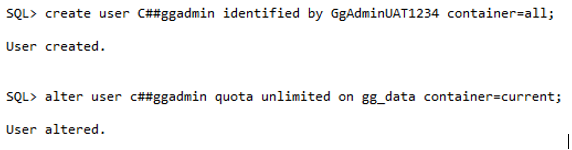 SQL> create user C##ggadmin identified by GgAdminUAT1234 container=all;
User created.
SQL> alter user c##ggadmin quota unlimited on gg_data container=current;
User altered.